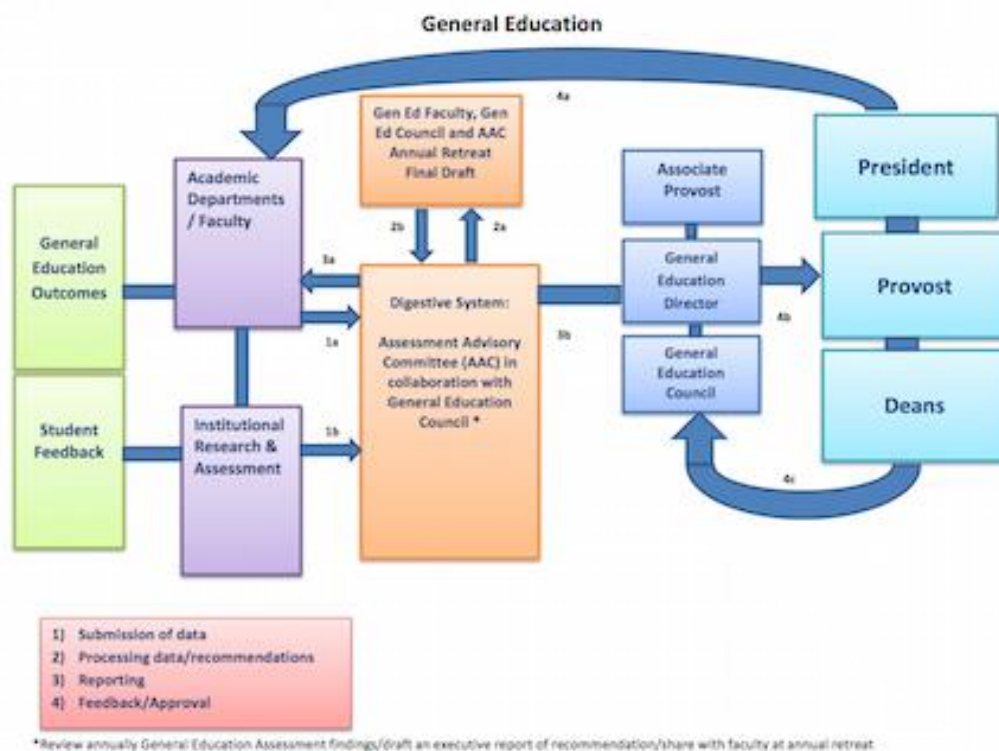 General Education
4a
Gen Ed Faculty, Gen
Ed Council and AAC
Annual Retreat
Final Draft
Academic
Departments
/ Faculty
Associate
Provost
President
General
Education
Outcomes
2b
2a
3a
General
Education
Director
Provost
Digestive System:
1a
3b
4b
Assessment Advisory
Committee (AAC) in
collaboration with
General Education
Council *
General
Education
Council
Deans
Student
Feedback
Institutional
Research &
Assessment
1b
4c
1) Submission of data
2) Processing data/recommendations
3) Reporting
4) Feedback/Approval
*Review annually General Education Assessment findings/draft an executive report of recommendation/share with faculty at annual retreat